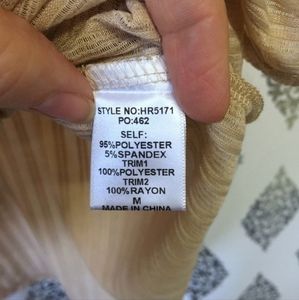 STYLE NO:HR5171
PO:462
SELF:
95%POLYESTER
5%SPANDEX
TRIM1
100%POLYESTER
TRIM2
100%RAYON
M
MADE IN CHINA